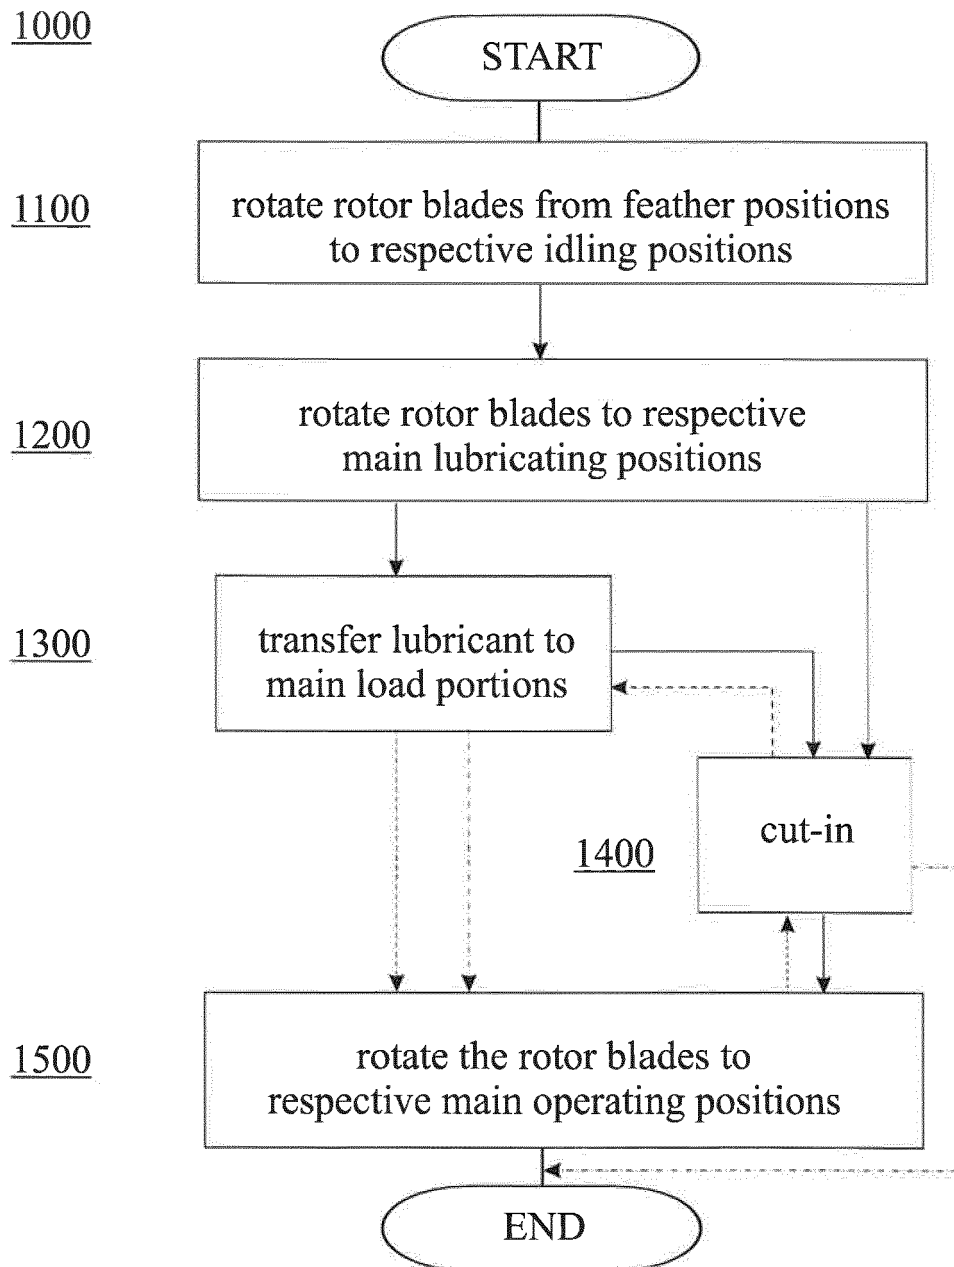 1000
START
1100
rotate rotor blades from feather positions
to respective idling positions
1200
rotate rotor blades to respective
main lubricating positions
1300
transfer lubricant to
main load portions
cut-in
1400
1500
rotate the rotor blades to
respective main operating positions
END